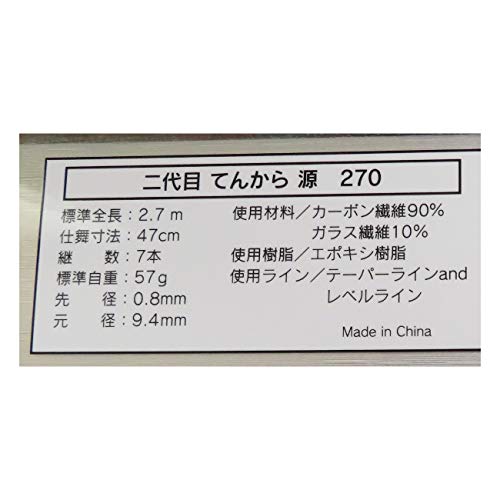 二代目 てんから 源 270
標準全長：2.7 m
仕舞寸法：47cm
継 数：7本
標準自重：57g
先 径：0.8mm
元 径：9.4mm
使用材料／カーボン繊維90%
ガラス繊維10%
使用樹脂／エポキシ樹脂
使用ライン／テーパーラインand
レベルライン
Made in China